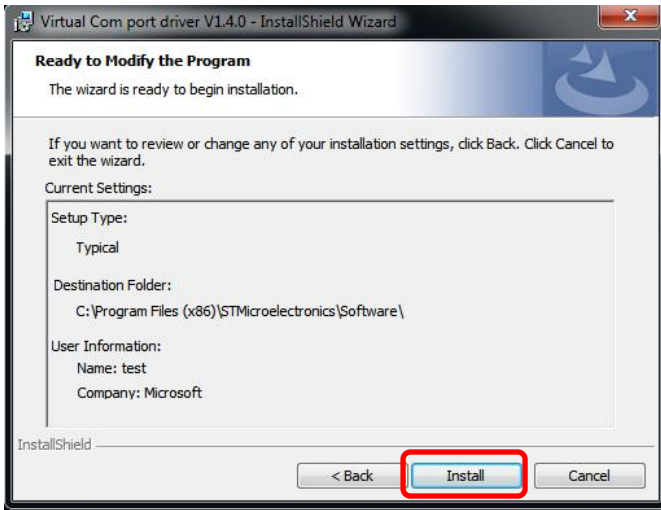 Virtual Com port driver V1.4.0 - InstallShield Wizard
Ready to Modify the Program
The wizard is ready to begin installation.
If you want to review or change any of your installation settings, click Back. Click Cancel to
exit the wizard.
Current Settings:
Setup Type:
Typical
Destination Folder:
C:\Program Files (x86)\STMicroelectronics\Software\
User Information:
Name: test
Company: Microsoft
InstallShield
< Back
Install
Cancel